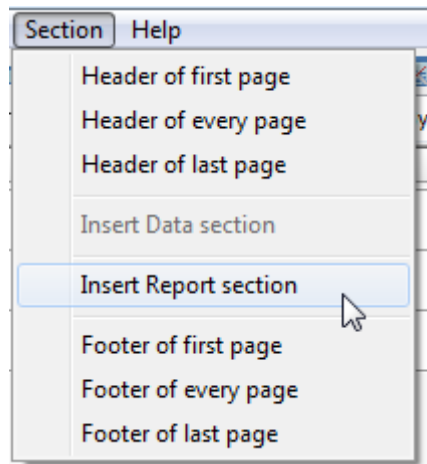 Section Help
Header of first page
Header of every page
Header of last page
Insert Data section
Insert Report section
Footer of first page
Footer of every page
Footer of last page